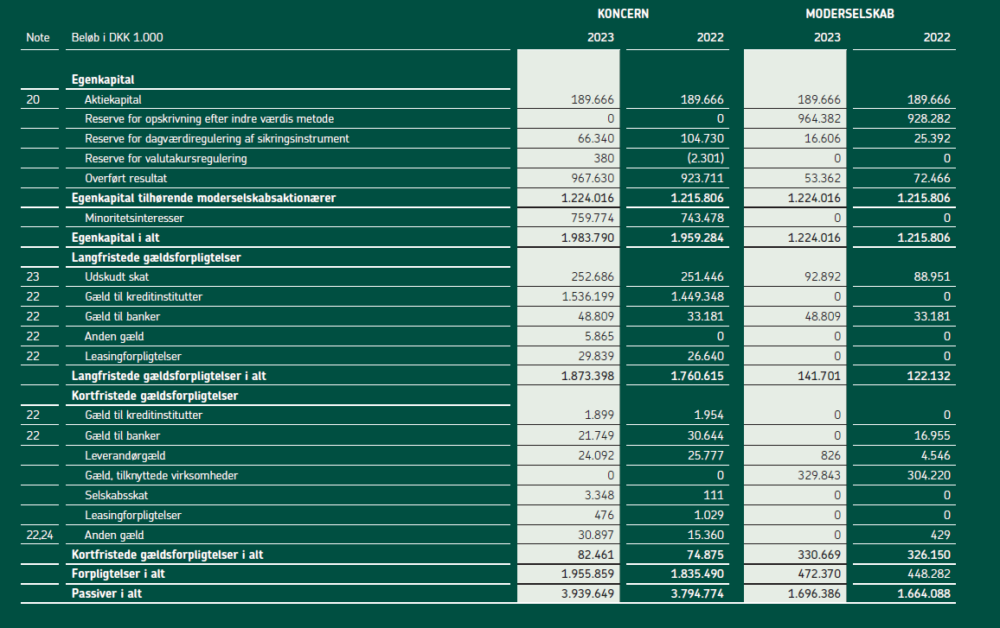 KONCERN MODERSELSKAB
Note Beløb i DKK 1.000 2023 2022 2023 2022
Egenkapital
20 Aktiekapital 189.666 189.666 189.666 189.666
Reserve for opskrivning efter indre værdis metode 0 0 964.382 928.282
Reserve for dagværdiregulering af sikringsinstrument 66.340 104.730 16.606 25.392
Reserve for valutakursregulering 380 (2.301) 0 0
Overført resultat 967.630 923.711 53.362 72.466
Egenkapital tilhørende moderselskabsaktionærer 1.224.016 1.215.806 1.224.016 1.215.806
Minoritetsinteresser 759.774 743.478 0 0
Egenkapital i alt 1.983.790 1.959.284 1.224.016 1.215.806
Langfristede gældsforpligtelser
23 Udskudt skat 252.686 251.446 92.892 88.951
22 Gæld til kreditinstitutter 1.536.199 1.449.348 0 0
22 Gæld til banker 48.809 33.181 48.809 33.181
22 Anden gæld 5.865 0 0 0
22 Leasingforpligtelser 29.839 26.640 0 0
Langfristede gældsforpligtelser i alt 1.873.398 1.760.615 141.701 122.132
Kortfristede gældsforpligtelser
22 Gæld til kreditinstitutter 1.899 1.954 0 0
22 Gæld til banker 21.749 30.644 0 16.955
Leverandørgæld 24.092 25.777 826 4.546
Gæld, tilknyttede virksomheder 0 0 329.843 304.220
Selskabsskat 3.348 111 0 0
Leasingforpligtelser 476 1.029 0 0
22,24 Anden gæld 30.897 15.360 0 429
Kortfristede gældsforpligtelser i alt 82.461 74.875 330.669 326.150
Forpligtelser i alt 1.955.859 1.835.490 472.370 448.282
Passiver i alt 3.939.649 3.794.774 1.696.386 1.664.088